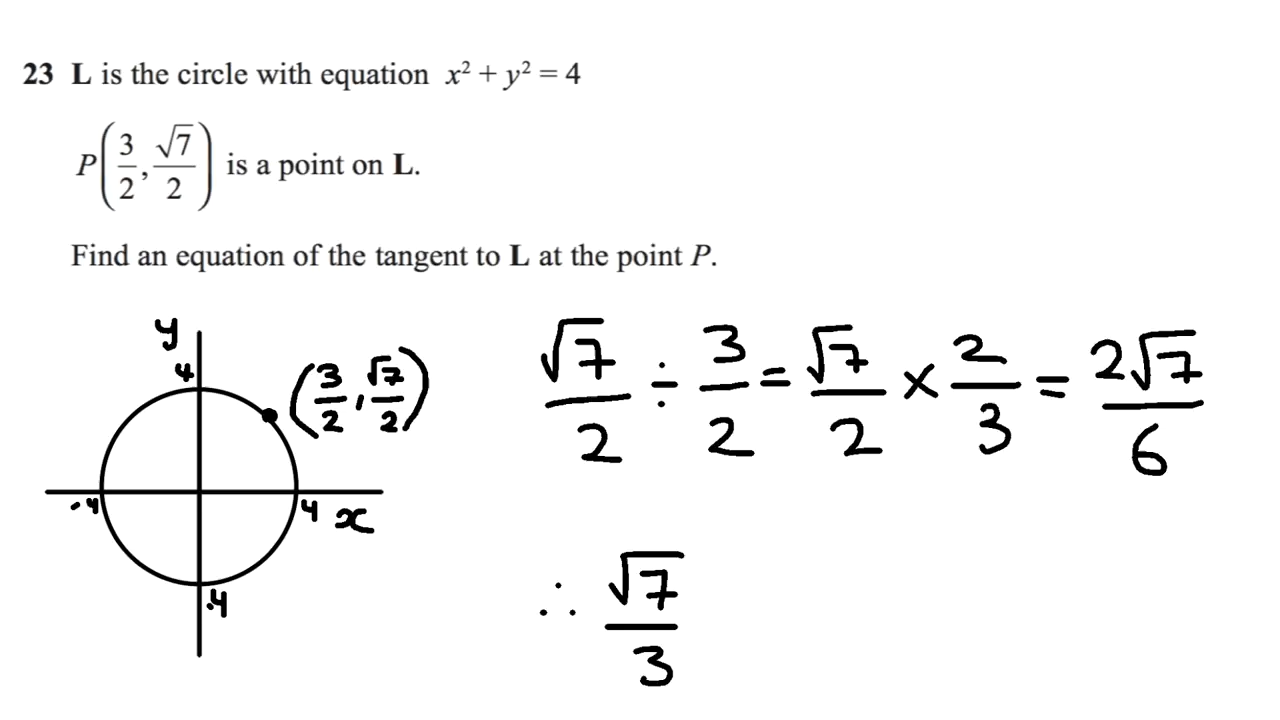 23 L is the circle with equation x² + y² = 4
P(3/2, √7/2) is a point on L.
Find an equation of the tangent to L at the point P.
y
4
(3/2, √7/2)
-4
4 x
-4
√7/2 ÷ 3/2 = √7/2 × 2/3 = 2√7/6
∴ √7/3